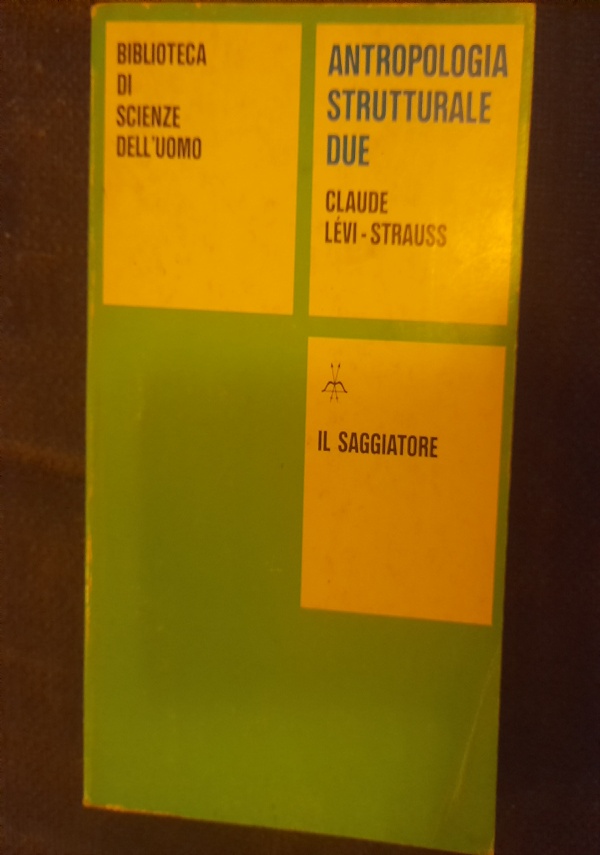 BIBLIOTECA
DI
SCIENZE
DELL'UOMO
ANTROPOLOGIA
STRUTTURALE
DUE
CLAUDE
LÉVI-STRAUSS
IL SAGGIATORE